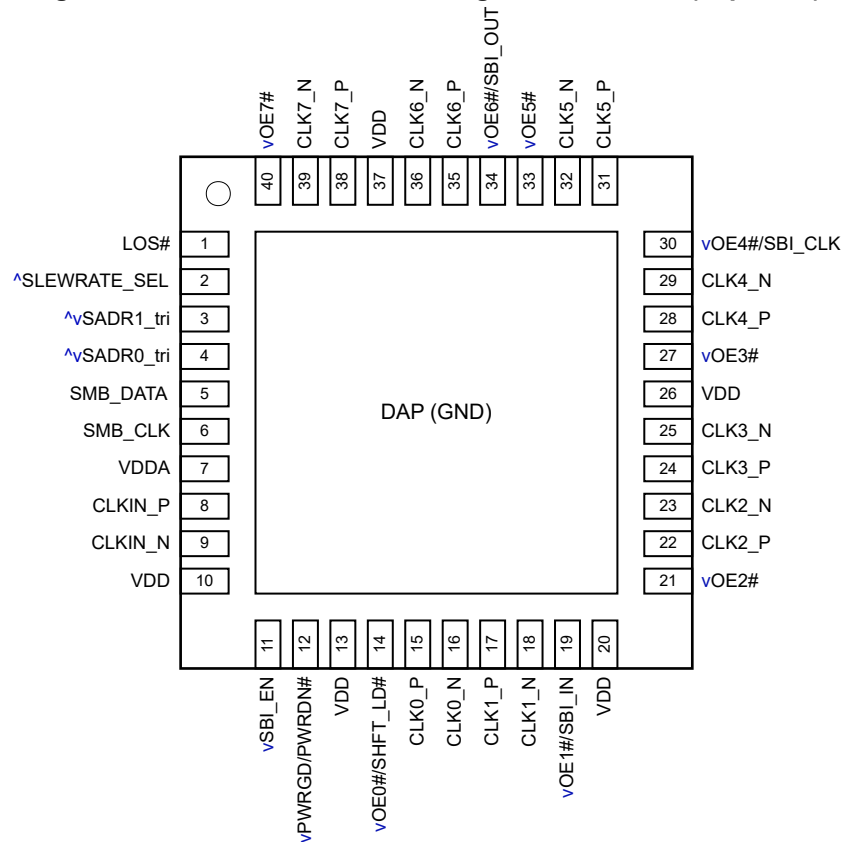 vOE7#
CLK7_N
CLK7_P
VDD
CLK6_N
CLK6_P
vOE6#/SBI_OUT
vOE5#
CLK5_N
CLK5_P
40
39
38
37
36
35
34
33
32
31
LOS# 1
^SLEWRATE_SEL 2
^vSADR1_tri 3
^vSADR0_tri 4
SMB_DATA 5
SMB_CLK 6
VDDA 7
CLKIN_P 8
CLKIN_N 9
VDD 10
DAP (GND)
30 vOE4#/SBI_CLK
29 CLK4_N
28 CLK4_P
27 vOE3#
26 VDD
25 CLK3_N
24 CLK3_P
23 CLK2_N
22 CLK2_P
21 vOE2#
11
12
13
14
15
16
17
18
19
20
vSBI_EN
vPWRGD/PWRDN#
VDD
vOE0#/SHFT_LD#
CLK0_P
CLK0_N
CLK1_P
CLK1_N
vOE1#/SBI_IN
VDD